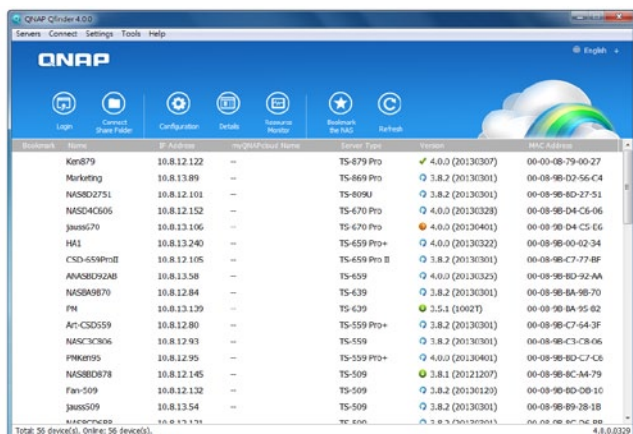 QNAP Qfinder 4.0.0
Servers Connect Settings Tools Help
English
QNAP
Login
Connect Share Folder
Configuration
Details
Resource Monitor
Bookmark the NAS
Refresh
Bookmark Name IP Address myQNAPcloud Name Server Type Version MAC Address
Ken879 10.8.12.122 -- TS-879 Pro 4.0.0 (20130307) 00-00-08-79-00-27
Marketing 10.8.13.89 -- TS-869 Pro 3.8.2 (20130301) 00-08-9B-D2-56-C4
NAS8D2751 10.8.12.101 -- TS-809U 3.8.2 (20130301) 00-08-9B-8D-27-51
NASD4C606 10.8.12.152 -- TS-670 Pro 4.0.0 (20130328) 00-08-9B-D4-C6-06
jauss670 10.8.13.106 -- TS-670 Pro 4.0.0 (20130401) 00-08-9B-D4-C5-E6
HA1 10.8.13.240 -- TS-659 Pro+ 4.0.0 (20130322) 00-08-9B-00-02-34
CSD-659ProII 10.8.12.105 -- TS-659 Pro II 3.8.2 (20130301) 00-08-9B-C7-77-BF
ANASBD92AB 10.8.13.58 -- TS-659 4.0.0 (20130325) 00-08-9B-BD-92-AA
NASBA9B70 10.8.12.84 -- TS-639 3.8.2 (20130301) 00-08-9B-BA-9B-70
PM 10.8.13.139 -- TS-639 3.5.1 (1002T) 00-08-9B-BA-95-82
Art-CSD559 10.8.12.80 -- TS-559 Pro+ 3.8.2 (20130301) 00-08-9B-C7-64-3F
NASC3C806 10.8.12.93 -- TS-559 3.8.2 (20130301) 00-08-9B-C3-C8-06
PMKen95 10.8.12.95 -- TS-559 Pro+ 4.0.0 (20130401) 00-08-9B-8D-C7-C6
NAS8BD878 10.8.12.145 -- TS-509 3.8.1 (20121207) 00-08-9B-8C-A4-79
Fan-509 10.8.12.132 -- TS-509 3.8.2 (20130120) 00-08-9B-8D-DB-10
jauss509 10.8.13.54 -- TS-509 3.8.2 (20130301) 00-08-9B-B9-28-1B
Total: 56 device(s), Online: 56 device(s). 4.8.0.0329